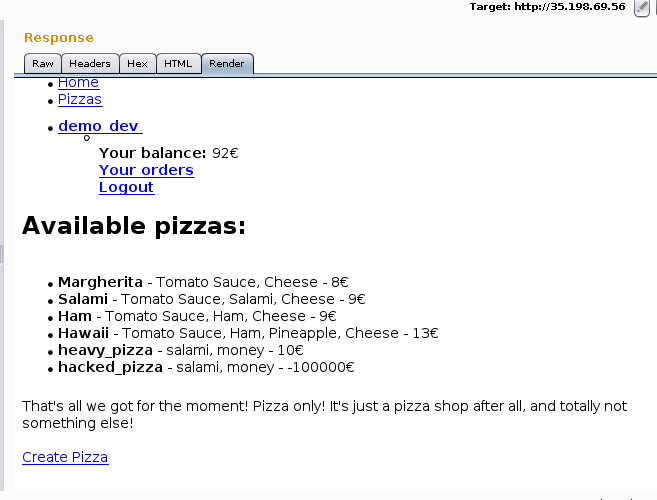 Target: http://35.198.69.56
Response
Raw Headers Hex HTML Render
Home
Pizzas
demo_dev
Your balance: 92€
Your orders
Logout
Available pizzas:
Margherita - Tomato Sauce, Cheese - 8€
Salami - Tomato Sauce, Salami, Cheese - 9€
Ham - Tomato Sauce, Ham, Cheese - 9€
Hawaii - Tomato Sauce, Ham, Pineapple, Cheese - 13€
heavy_pizza - salami, money - 10€
hacked_pizza - salami, money - -100000€
That's all we got for the moment! Pizza only! It's just a pizza shop after all, and totally not
something else!
Create Pizza